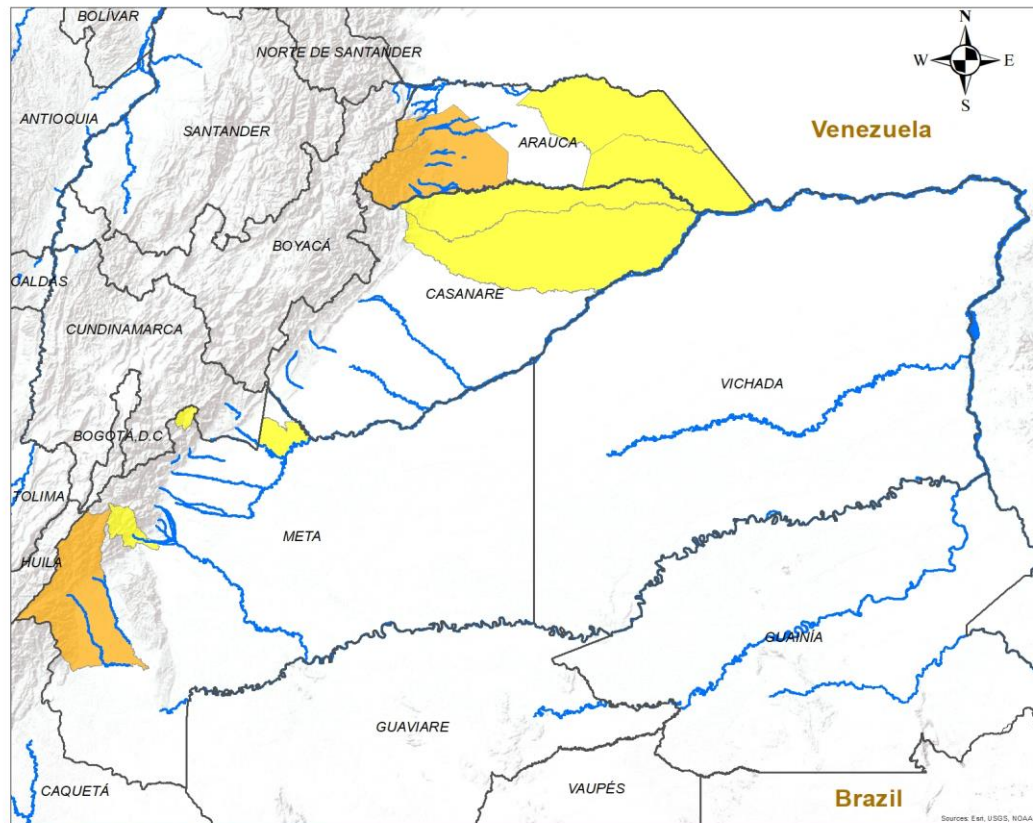 BOLÍVAR
NORTE DE SANTANDER
N
W
E
S
ANTIOQUIA
SANTANDER
ARAUCA
Venezuela
BOYACÁ
CALDAS
CASANARE
CUNDINAMARCA
VICHADA
BOGOTÁ,D.C
TOLIMA
META
HUILA
GUAINÍA
GUAVIARE
CAQUETÁ
VAUPÉS
Brazil
Sources: Esri, USGS, NOAA